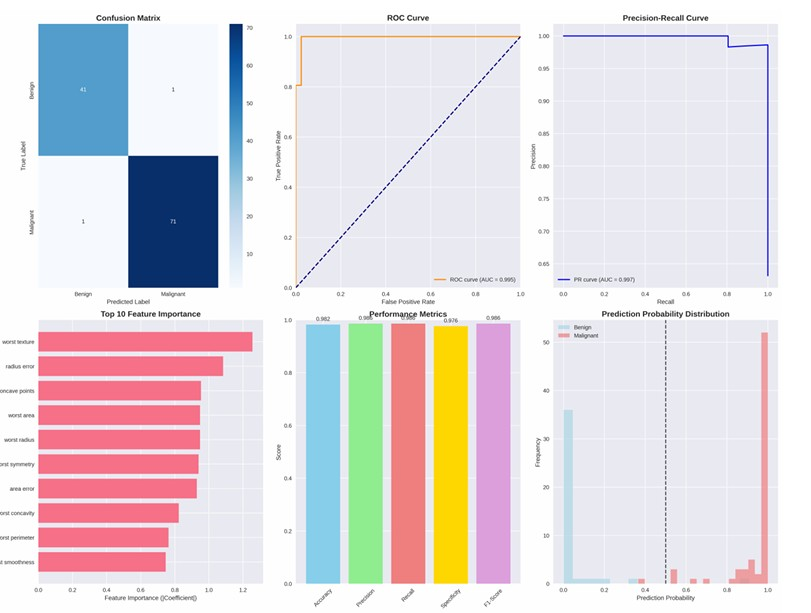 Confusion Matrix
True Label
Benign
Malignant
41
1
1
71
Benign
Malignant
Predicted Label
70
60
50
40
30
20
10
ROC Curve
True Positive Rate
1.0
0.8
0.6
0.4
0.2
0.0
ROC curve (AUC = 0.995)
0.0 0.2 0.4 0.6 0.8 1.0
False Positive Rate
Precision-Recall Curve
Precision
1.00
0.95
0.90
0.85
0.80
0.75
0.70
0.65
PR curve (AUC = 0.997)
0.0 0.2 0.4 0.6 0.8 1.0
Recall
Top 10 Feature Importance
worst texture
radius error
oncave points
worst area
worst radius
orst symmetry
area error
orst concavity
rst perimeter
t smoothness
0.0 0.2 0.4 0.6 0.8 1.0 1.2
Feature Importance (|Coefficient|)
Performance Metrics
Score
1.0
0.8
0.6
0.4
0.2
0.0
0.982 0.986 0.986 0.976 0.986
Accuracy Precision Recall Specificity F1-Score
Prediction Probability Distribution
Benign
Malignant
Frequency
50
40
30
20
10
0
0.0 0.2 0.4 0.6 0.8 1.0
Prediction Probability